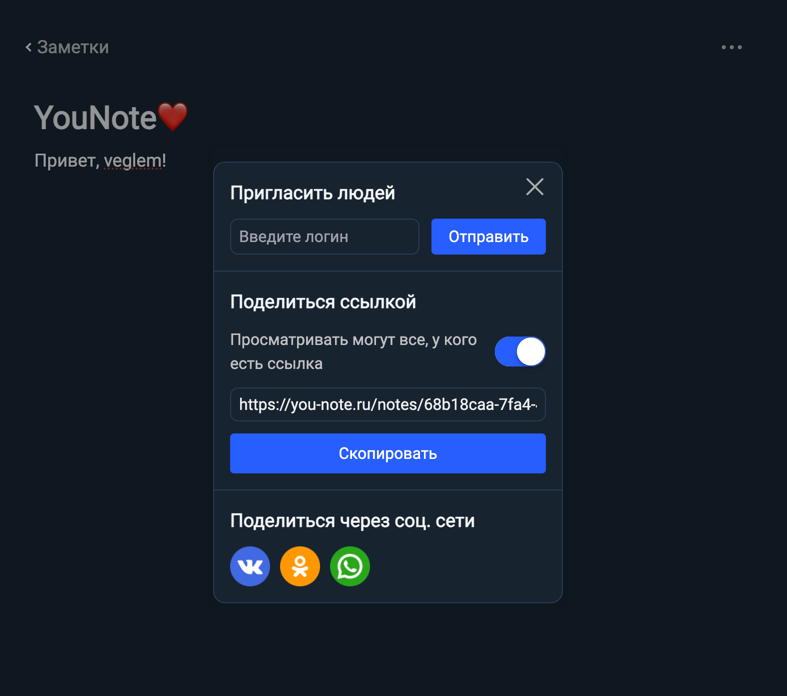 Заметки
YouNote❤️
Привет, veglem!
Пригласить людей
Введите логин
Отправить
Поделиться ссылкой
Просматривать могут все, у кого
есть ссылка
https://you-note.ru/notes/68b18caa-7fa4-
Скопировать
Поделиться через соц. сети